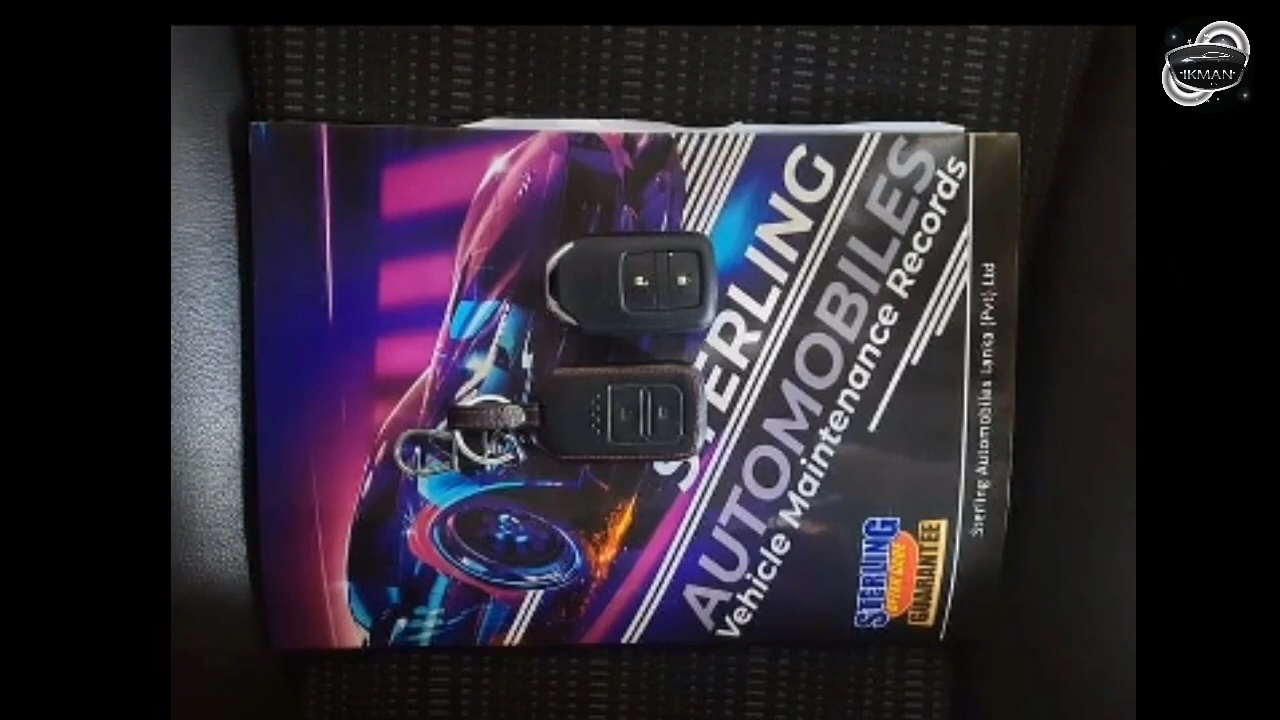 IKMAN
STERLING
AUTOMOBILES
Vehicle Maintenance Records
Sterling Automobiles Lanka (Pvt) Ltd
STERLING
GUARANTEE